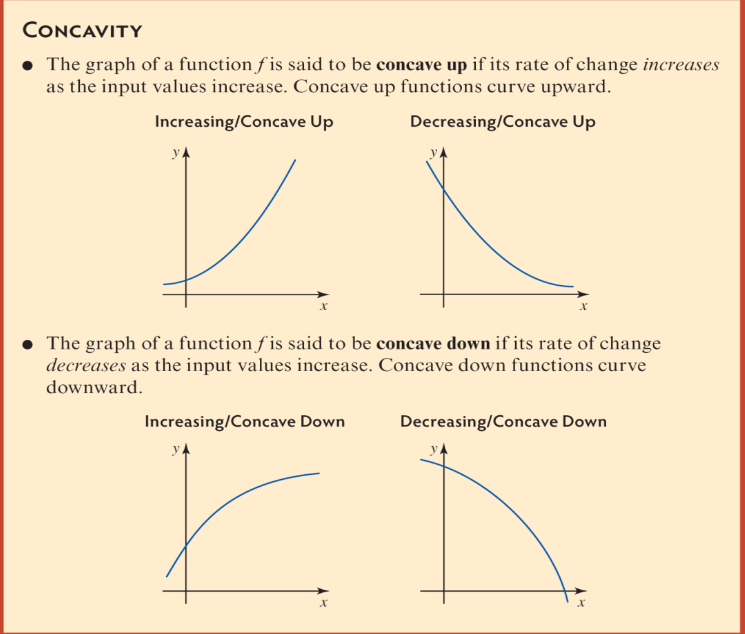 CONCAVITY
● The graph of a function f is said to be concave up if its rate of change increases
as the input values increase. Concave up functions curve upward.
Increasing/Concave Up
Decreasing/Concave Up
y
y
x
x
● The graph of a function f is said to be concave down if its rate of change
decreases as the input values increase. Concave down functions curve
downward.
Increasing/Concave Down
Decreasing/Concave Down
y
y
x
x